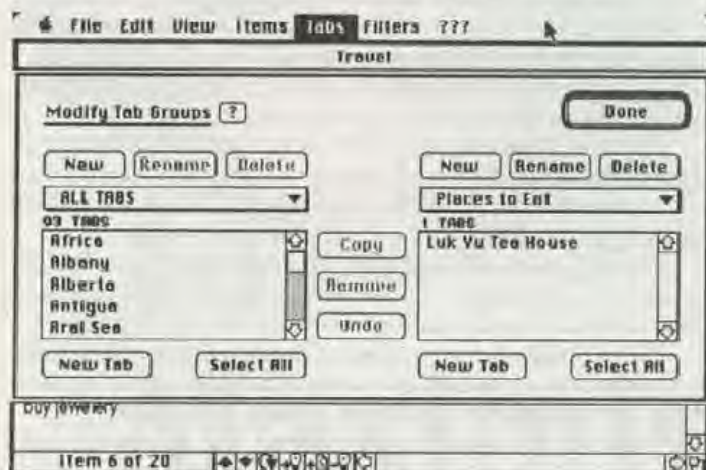 File Edit View Items Tabs Filters ???
Travel
Modify Tab Groups ?
Done
New Rename Delete
New Rename Delete
ALL TABS
Places to Eat
93 TABS
1 TABS
Africa
Albany
Alberta
Antigua
Aral Sea
Copy
Remove
Undo
Luk Yu Tea House
New Tab Select All
New Tab Select All
buy jewelery
Item 6 of 20